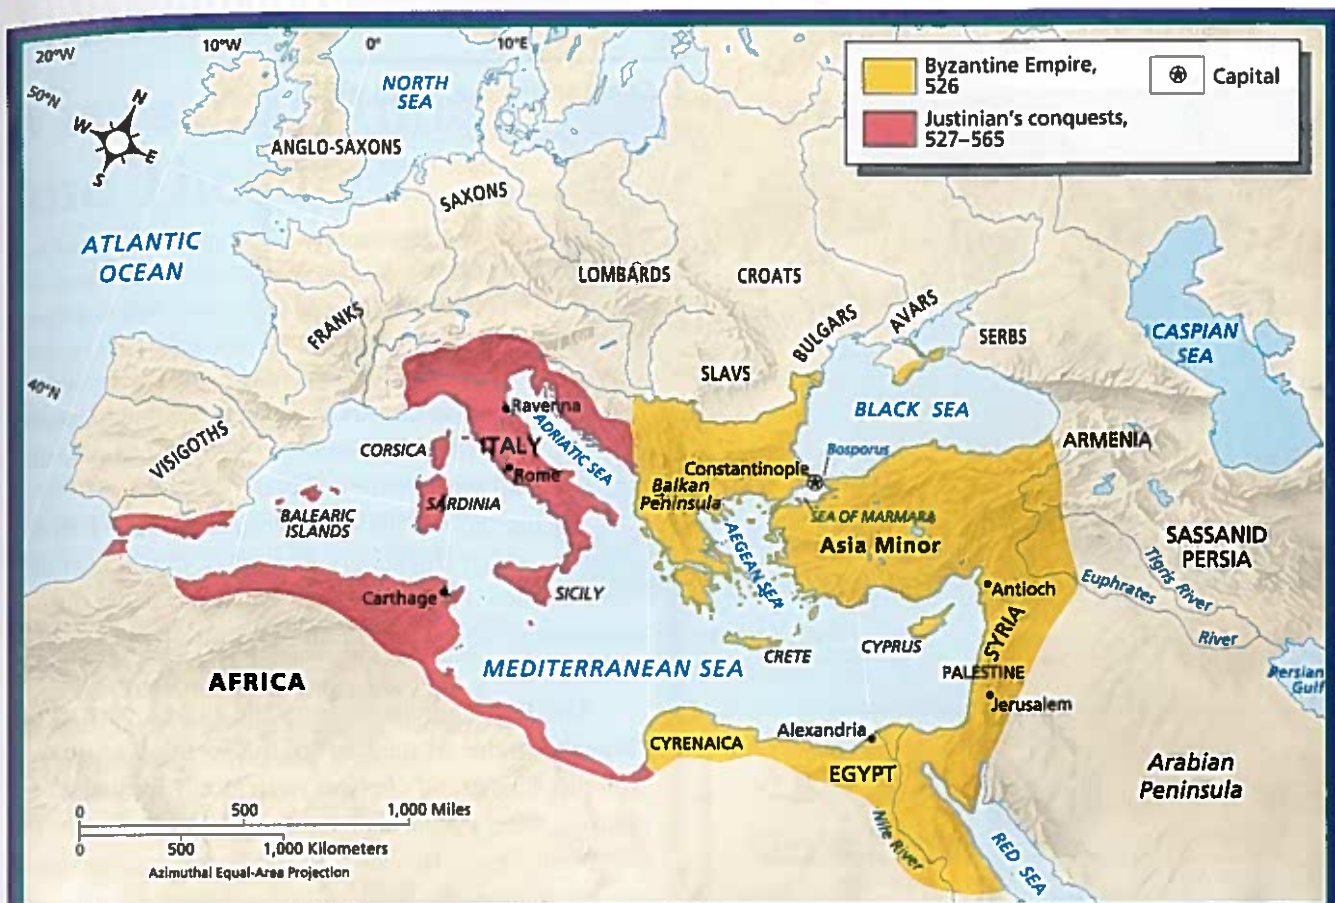 20°W
10°W
0°
10°E
50°N
40°N
N
W
E
S
Byzantine Empire,
526
Justinian's conquests,
527–565
Capital
NORTH
SEA
ANGLO-SAXONS
SAXONS
ATLANTIC
OCEAN
LOMBARDS
CROATS
FRANKS
BULGARS
AVARS
SERBS
CASPIAN
SEA
SLAVS
Ravenna
BLACK SEA
VISIGOTHS
CORSICA
ITALY
ADRIATIC SEA
ARMENIA
Bosporus
Rome
Constantinople
Balkan
Peninsula
SARDINIA
BALEARIC
ISLANDS
SEA OF MARMARA
AEGEAN SEA
Asia Minor
SASSANID
PERSIA
Tigris River
Euphrates
River
Carthage
SICILY
Antioch
SYRIA
CRETE
CYPRUS
AFRICA
MEDITERRANEAN SEA
PALESTINE
Jerusalem
Persian
Gulf
Alexandria
CYRENAICA
EGYPT
Arabian
Peninsula
Nile River
RED SEA
0 500 1,000 Miles
0 500 1,000 Kilometers
Azimuthal Equal-Area Projection